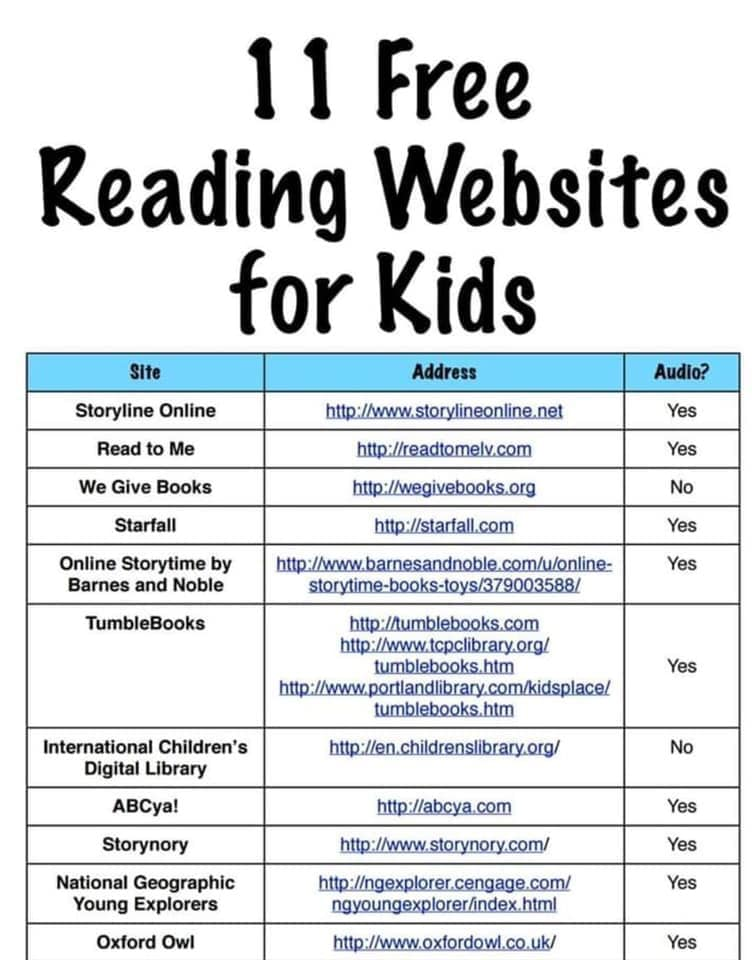 11 Free
Reading Websites
for Kids
Site Address Audio?
Storyline Online http://www.storylineonline.net Yes
Read to Me http://readtomelv.com Yes
We Give Books http://wegivebooks.org No
Starfall http://starfall.com Yes
Online Storytime by http://www.barnesandnoble.com/u/online- Yes
Barnes and Noble storytime-books-toys/379003588/
TumbleBooks http://tumblebooks.com
http://www.tcpclibrary.org/
tumblebooks.htm Yes
http://www.portlandlibrary.com/kidsplace/
tumblebooks.htm
International Children's http://en.childrenslibrary.org/ No
Digital Library
ABCya! http://abcya.com Yes
Storynory http://www.storynory.com/ Yes
National Geographic http://ngexplorer.cengage.com/ Yes
Young Explorers ngyoungexplorer/index.html
Oxford Owl http://www.oxfordowl.co.uk/ Yes